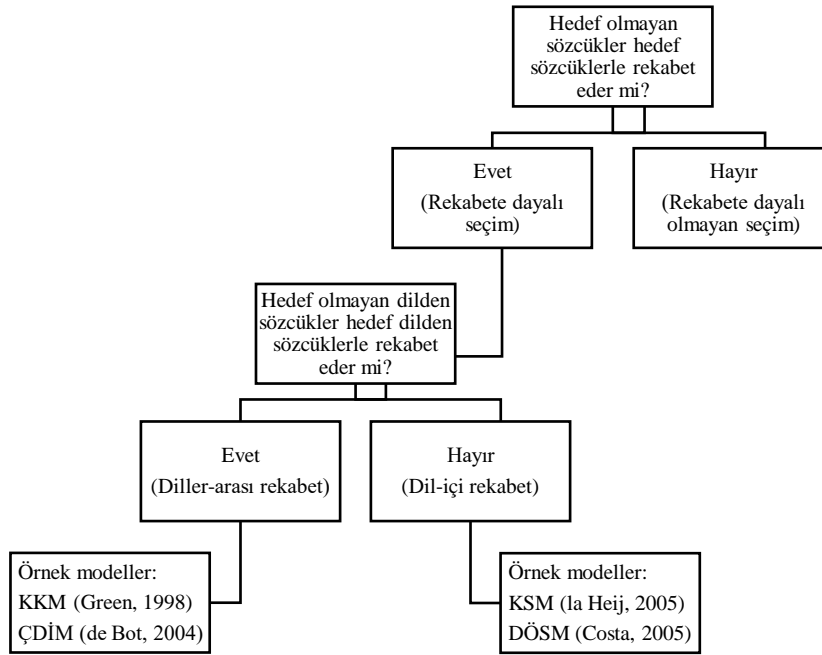 Hedef olmayan
sözcükler hedef
sözcüklerle rekabet
eder mi?
Evet
(Rekabete dayalı
seçim)
Hayır
(Rekabete dayalı
olmayan seçim)
Hedef olmayan dilden
sözcükler hedef dilden
sözcüklerle rekabet
eder mi?
Evet
(Diller-arası rekabet)
Hayır
(Dil-içi rekabet)
Örnek modeller:
KKM (Green, 1998)
ÇDİM (de Bot, 2004)
Örnek modeller:
KSM (la Heij, 2005)
DÖSM (Costa, 2005)